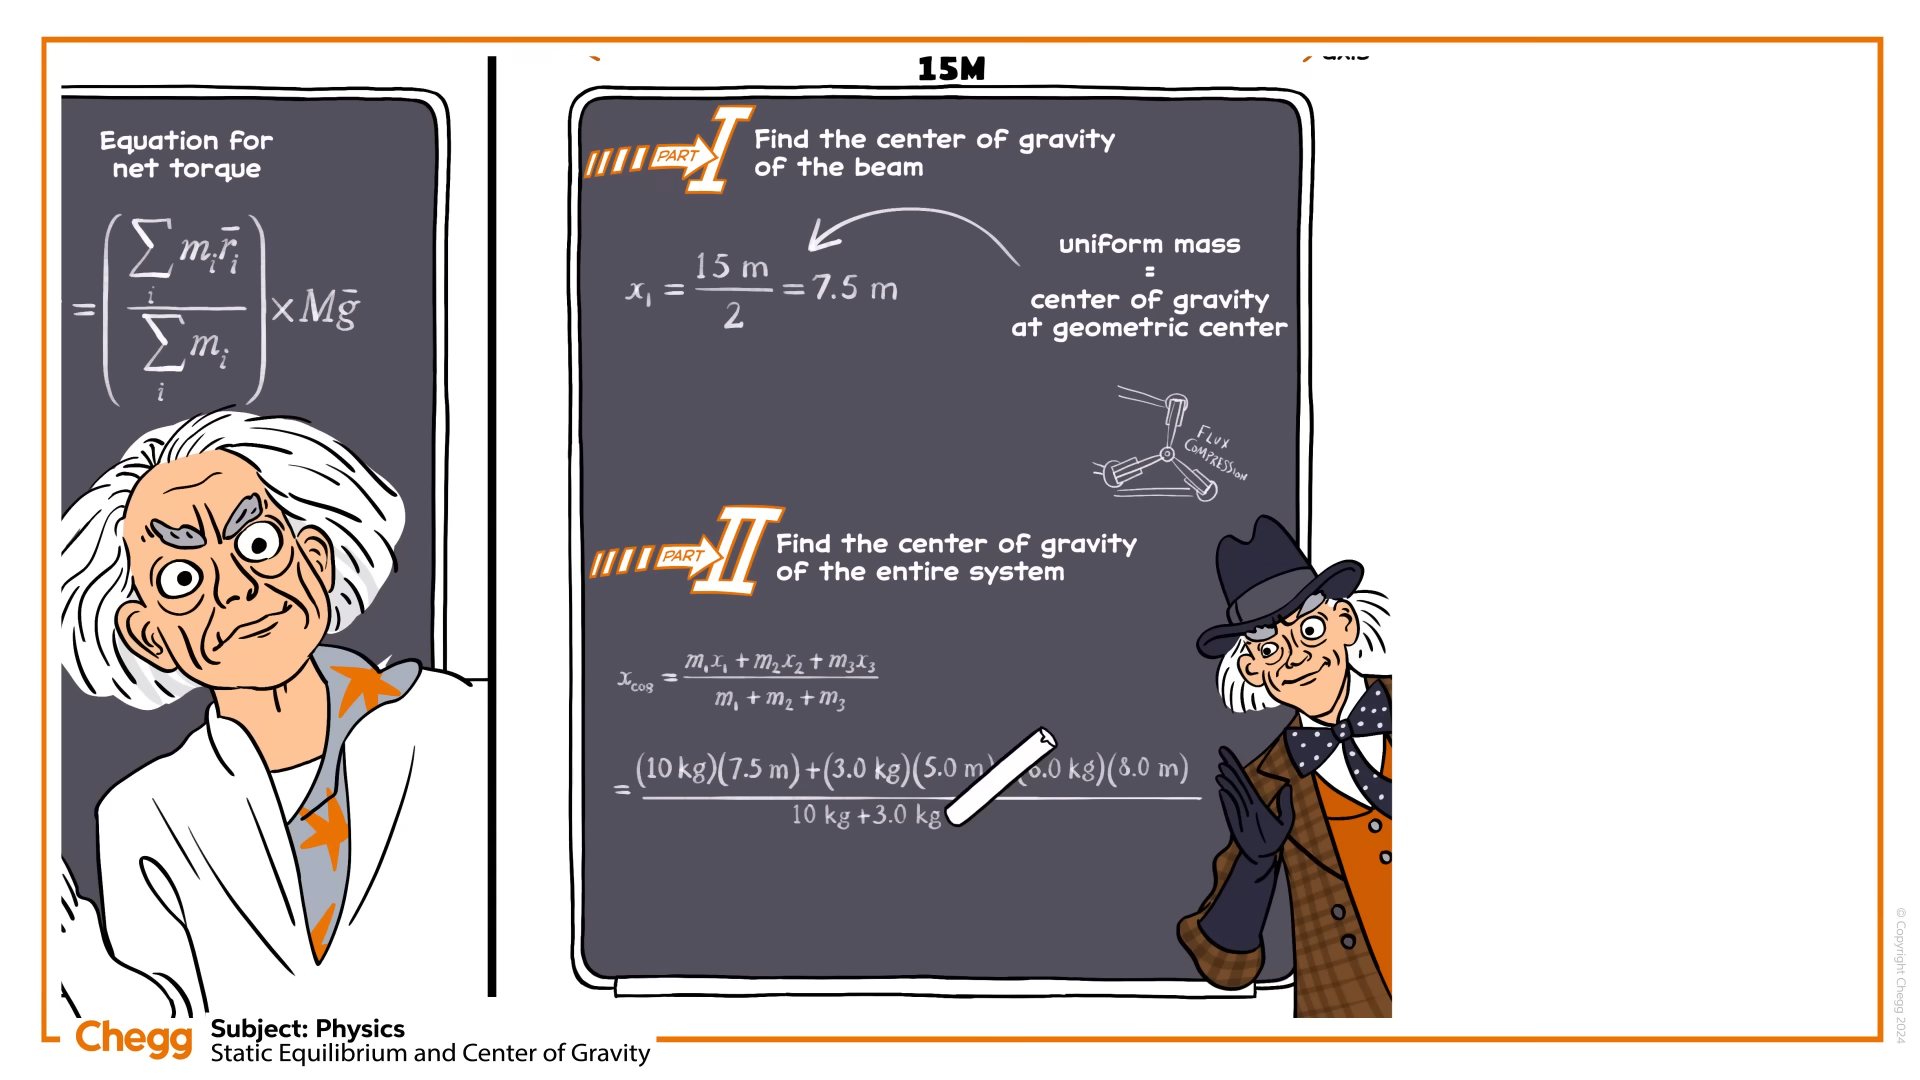 15M
axis
Equation for
net torque
= ( ∑ᵢ mᵢ r̄ᵢ / ∑ᵢ mᵢ ) × M ḡ
PART I
Find the center of gravity
of the beam
x₁ = 15 m / 2 = 7.5 m
uniform mass
=
center of gravity
at geometric center
FLUX
COMPRESSION
PART II
Find the center of gravity
of the entire system
x_cog = m₁x₁ + m₂x₂ + m₃x₃ / m₁ + m₂ + m₃
= (10 kg)(7.5 m) + (3.0 kg)(5.0 m) .0 kg)(8.0 m)
10 kg + 3.0 kg
Chegg
Subject: Physics
Static Equilibrium and Center of Gravity
© Copyright Chegg 2024